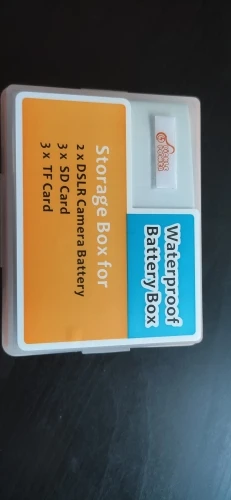 Waterproof
Battery Box
Storage Box for
2 x DSLR Camera Battery
3 x SD Card
3 x TF Card